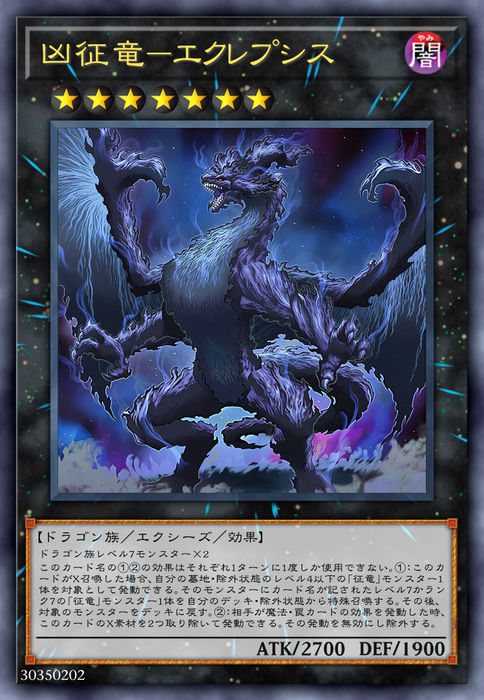 凶征竜－エクレプシス
やみ
闇
【ドラゴン族／エクシーズ／効果】
ドラゴン族レベル7モンスター×2
このカード名の①②の効果はそれぞれ1ターンに1度しか使用できない。①：このカ
ードがX召喚した場合、自分の墓地・除外状態のレベル4以下の「征竜」モンスター1
体を対象として発動できる。そのモンスターにカード名が記されたレベル7かラン
ク7の「征竜」モンスター1体を自分のデッキ・除外状態から特殊召喚する。その後、
対象のモンスターをデッキに戻す。②：相手が魔法・罠カードの効果を発動した時、
このカードのX素材を2つ取り除いて発動できる。その発動を無効にし除外する。
ATK/2700 DEF/1900
30350202